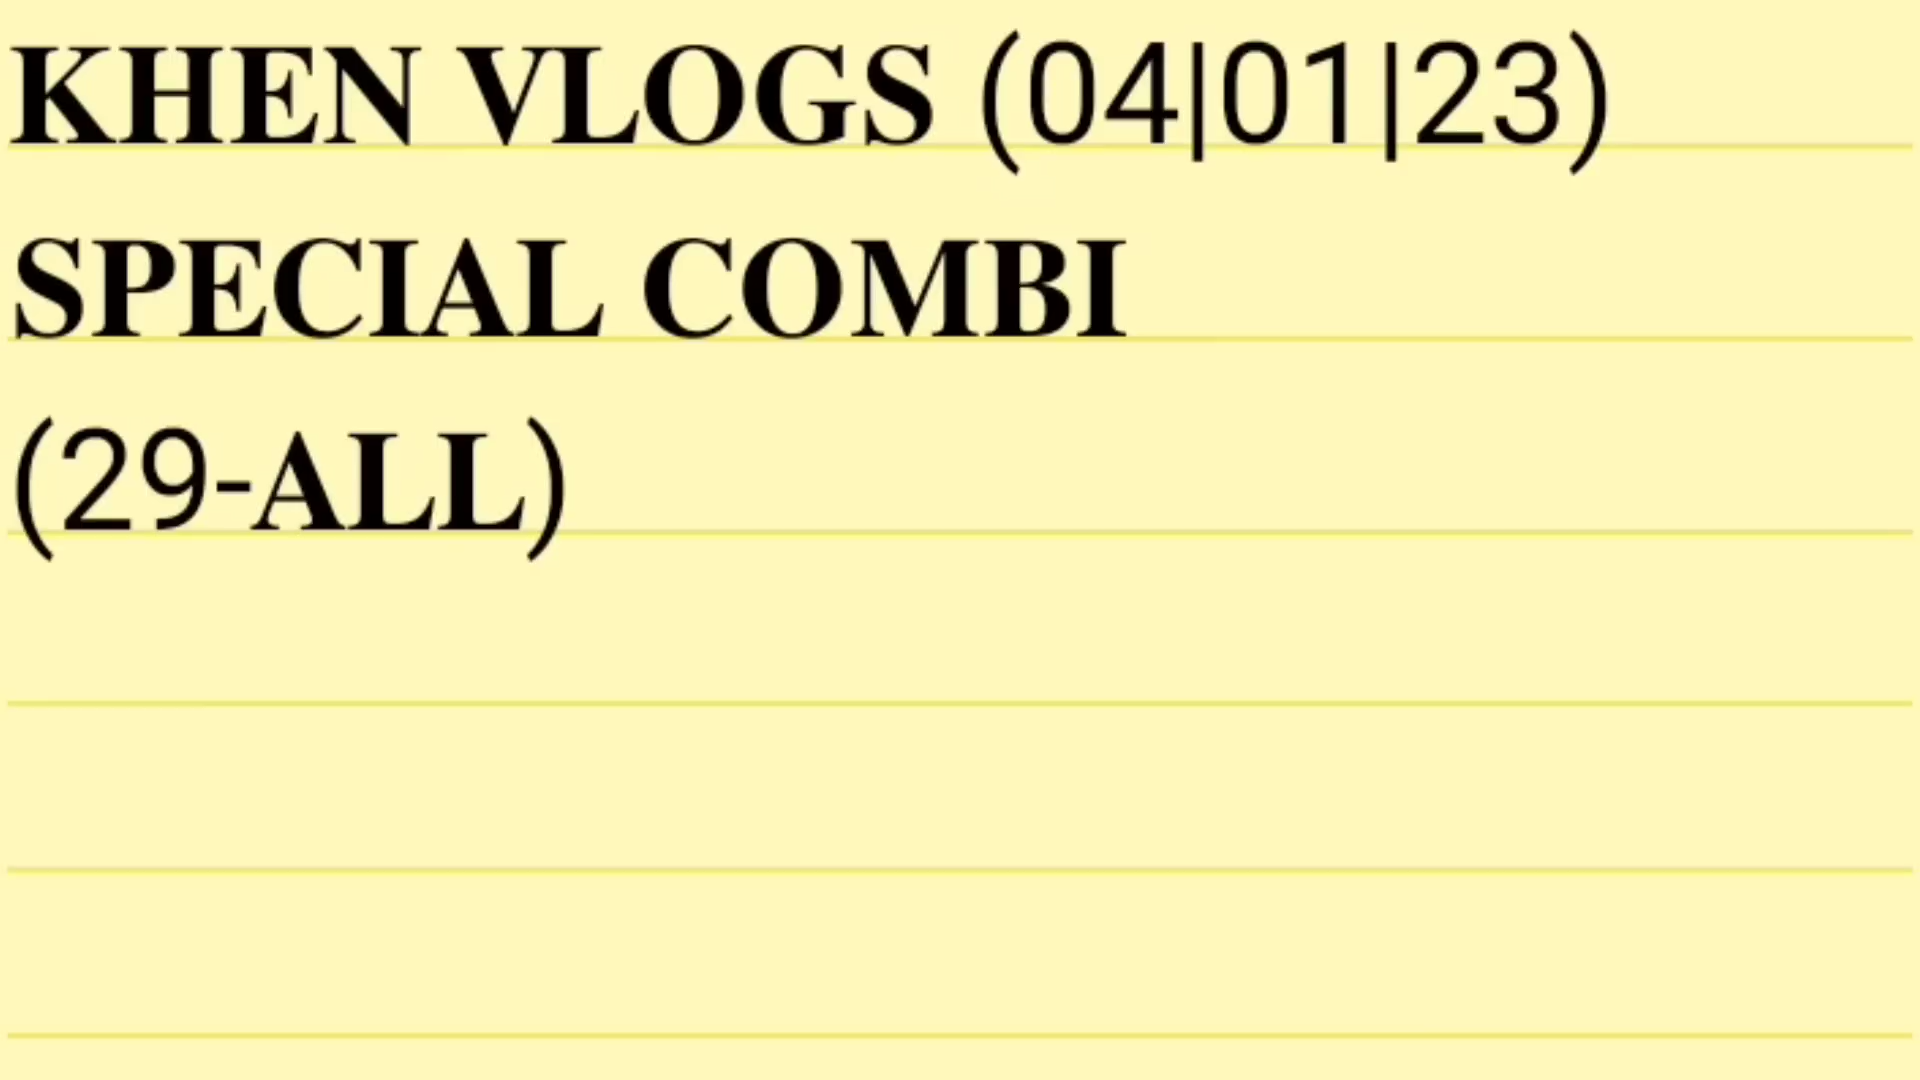 KHEN VLOGS (04|01|23)
SPECIAL COMBI
(29-ALL)